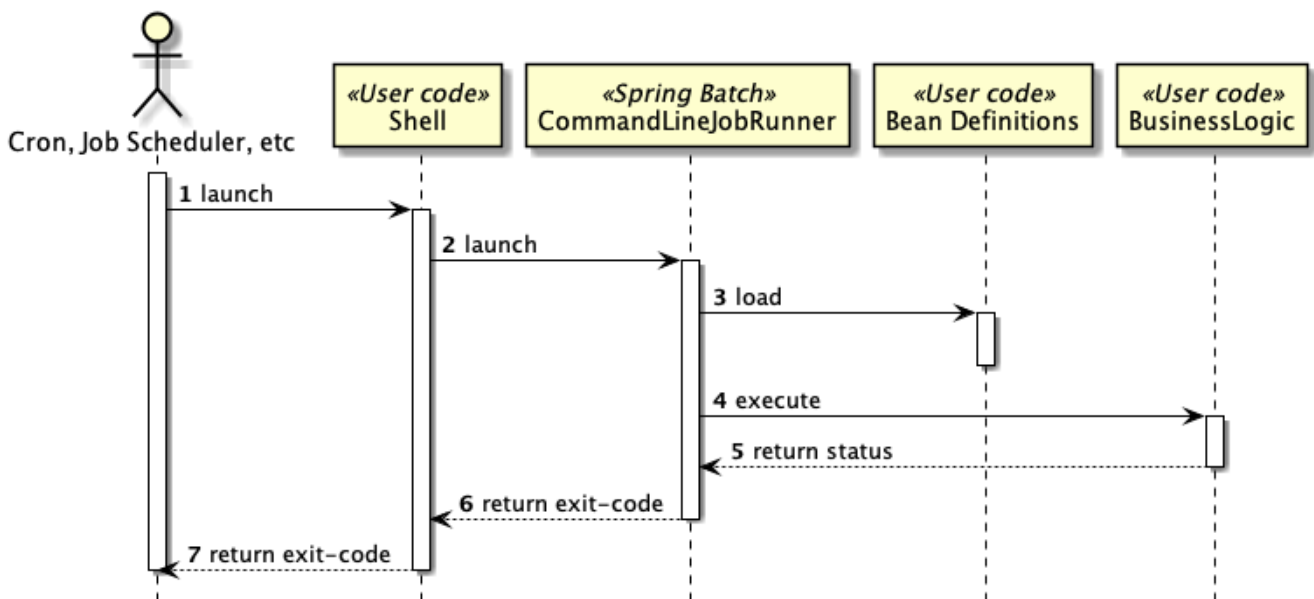 «User code»
Shell
«Spring Batch»
CommandLineJobRunner
«User code»
Bean Definitions
«User code»
BusinessLogic
Cron, Job Scheduler, etc
1 launch
2 launch
3 load
4 execute
5 return status
6 return exit-code
7 return exit-code